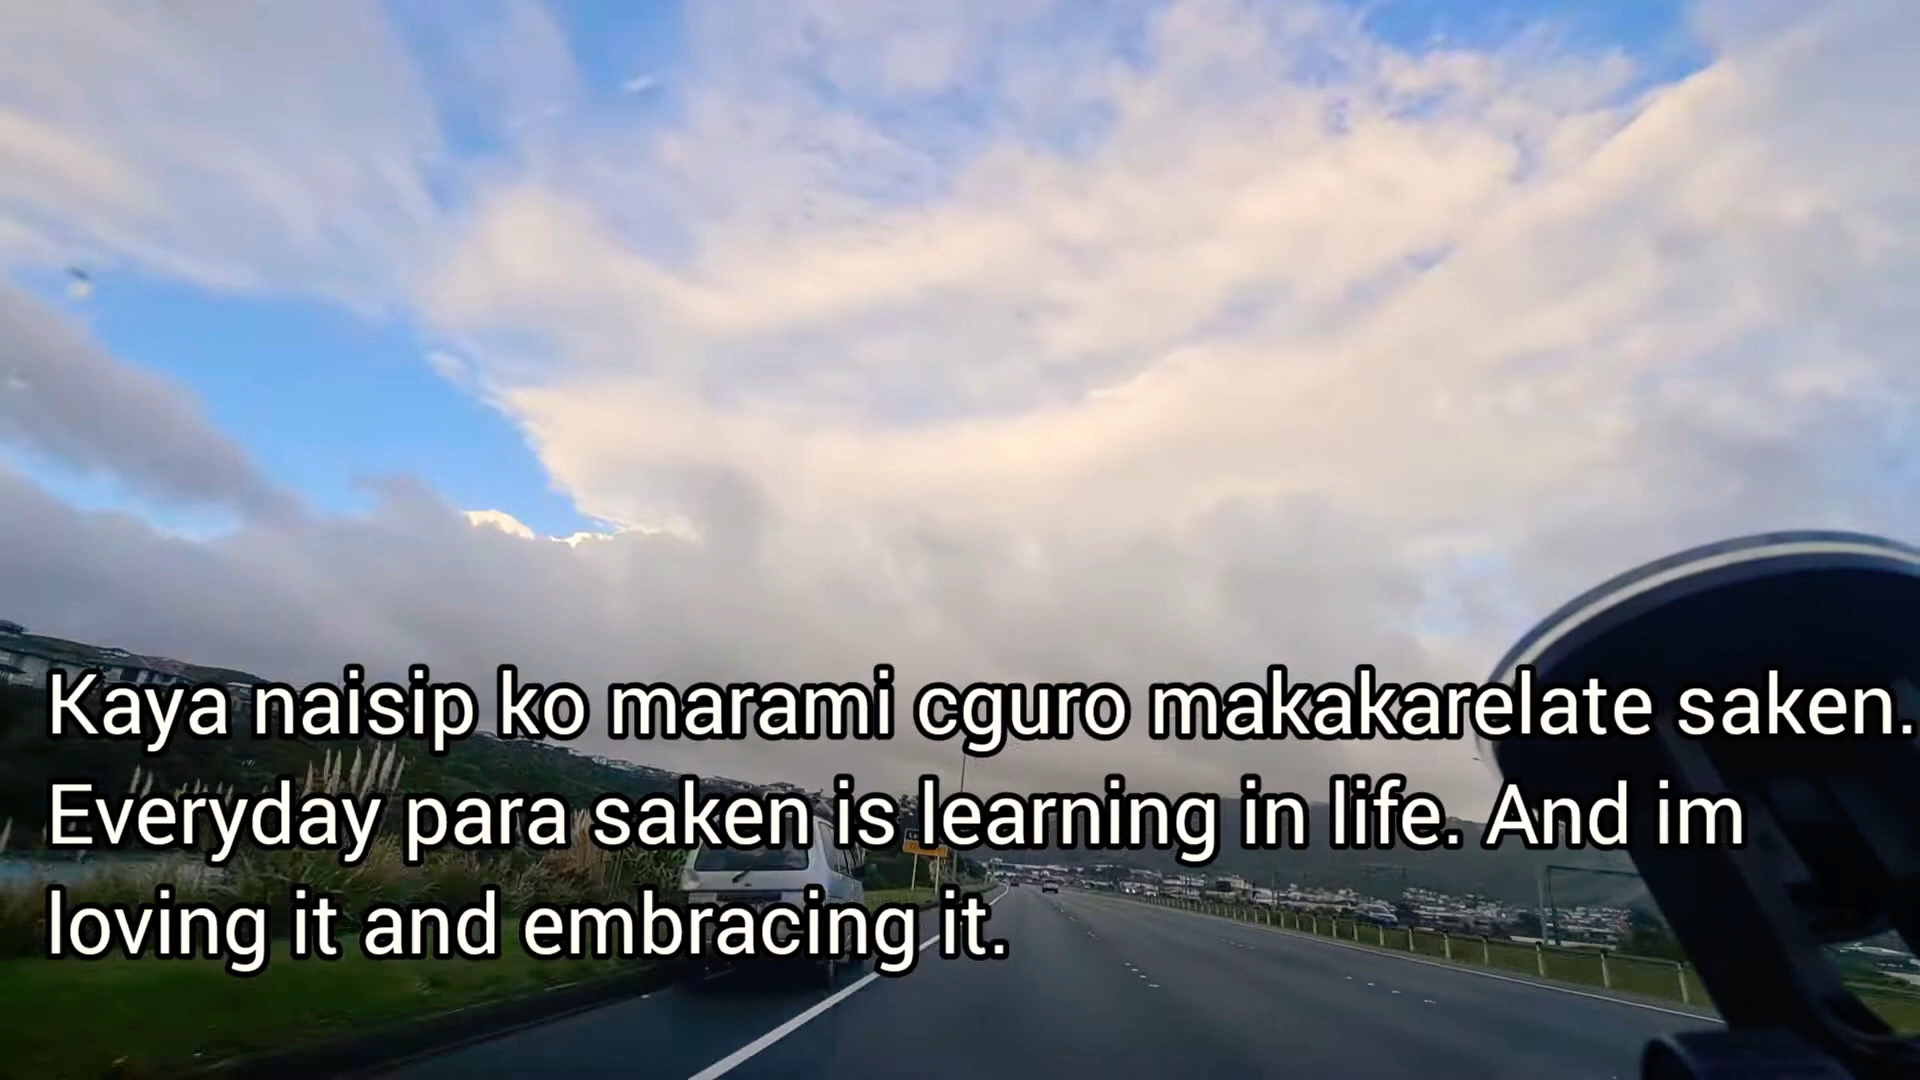 Kaya naisip ko marami cguro makakarelate saken.
Everyday para saken is learning in life. And im
loving it and embracing it.